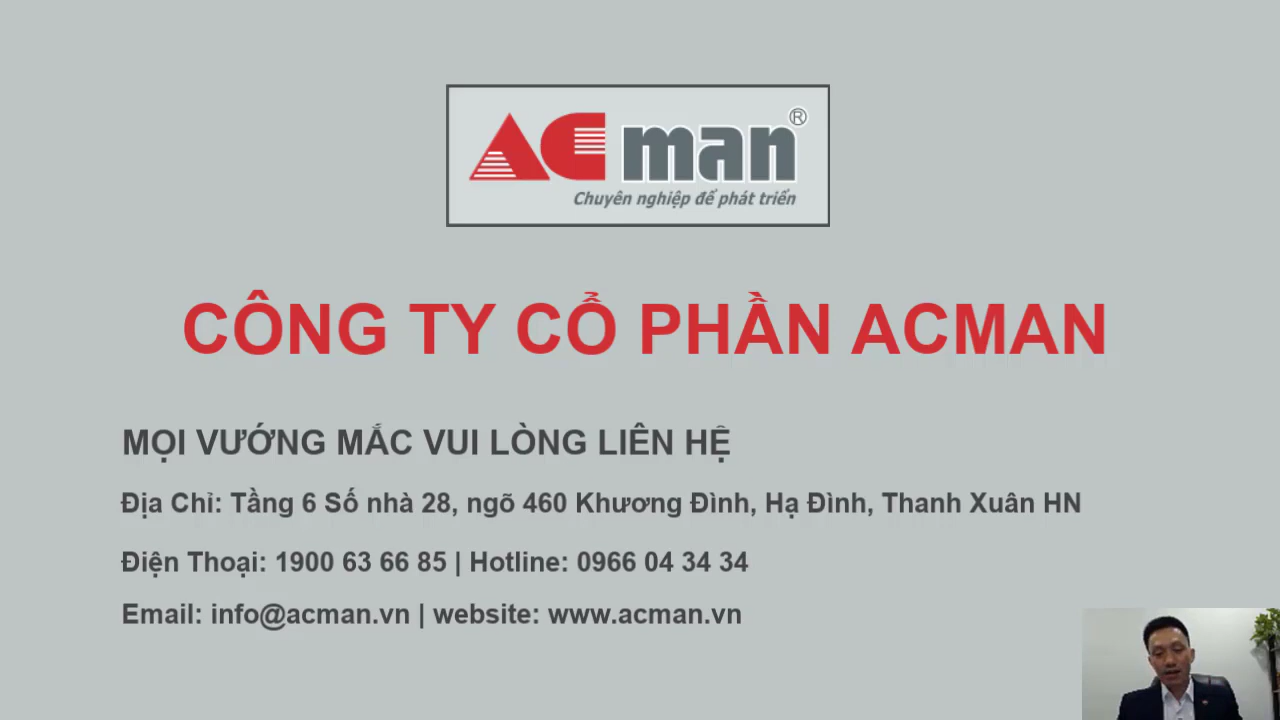 ACman®
Chuyên nghiệp để phát triển
CÔNG TY CỔ PHẦN ACMAN
MỌI VƯỚNG MẮC VUI LÒNG LIÊN HỆ
Địa Chỉ: Tầng 6 Số nhà 28, ngõ 460 Khương Đình, Hạ Đình, Thanh Xuân HN
Điện Thoại: 1900 63 66 85 | Hotline: 0966 04 34 34
Email: info@acman.vn | website: www.acman.vn